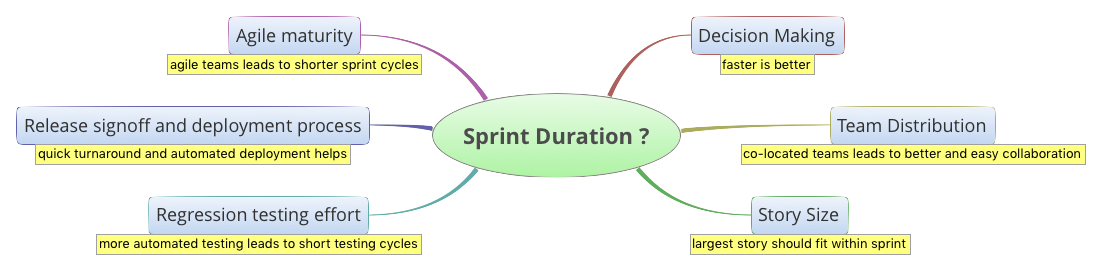 Agile maturity
agile teams leads to shorter sprint cycles
Release signoff and deployment process
quick turnaround and automated deployment helps
Regression testing effort
more automated testing leads to short testing cycles
Sprint Duration ?
Decision Making
faster is better
Team Distribution
co-located teams leads to better and easy collaboration
Story Size
largest story should fit within sprint